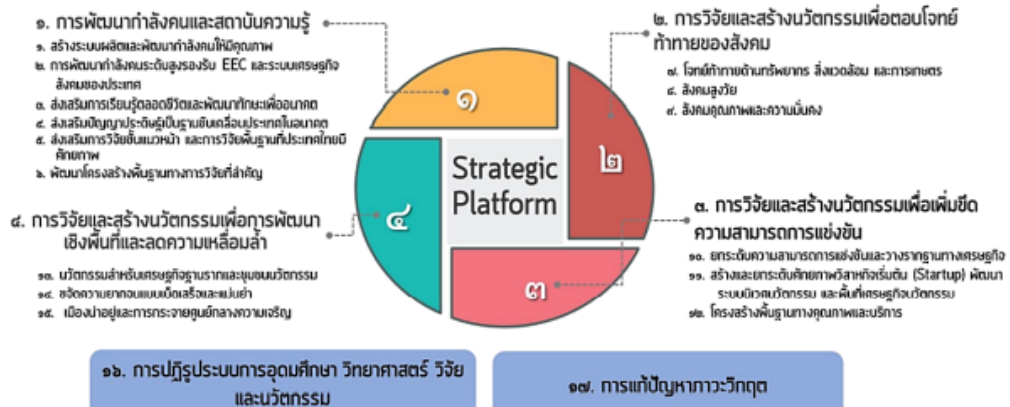 ๑. การพัฒนากำลังคนและสถาบันความรู้
๑. สร้างระบบผลิตและพัฒนากำลังคนให้มีคุณภาพ
๒. การพัฒนากำลังคนระดับสูงรองรับ EEC และระบบเศรษฐกิจ
สังคมของประเทศ
๓. ส่งเสริมการเรียนรู้ตลอดชีวิตและพัฒนาทักษะเพื่ออนาคต
๔. ส่งเสริมปัญญาประดิษฐ์เป็นฐานขับเคลื่อนประเทศในอนาคต
๕. ส่งเสริมการวิจัยขั้นแนวหน้า และการวิจัยพื้นฐานที่ประเทศไทยมี
ศักยภาพ
๖. พัฒนาโครงสร้างพื้นฐานทางการวิจัยที่สำคัญ
๒. การวิจัยและสร้างนวัตกรรมเพื่อตอบโจทย์
ท้าทายของสังคม
๗. โจทย์ท้าทายด้านทรัพยากร สิ่งแวดล้อม และการเกษตร
๘. สังคมสูงวัย
๙. สังคมคุณภาพและความมั่นคง
๑
๒
๓
๔
Strategic
Platform
๓. การวิจัยและสร้างนวัตกรรมเพื่อเพิ่มขีด
ความสามารถการแข่งขัน
๑๐. ยกระดับความสามารถการแข่งขันและวางรากฐานทางเศรษฐกิจ
๑๑. สร้างและยกระดับศักยภาพวิสาหกิจเริ่มต้น (Startup) พัฒนา
ระบบนิเวศนวัตกรรม และพื้นที่เศรษฐกิจนวัตกรรม
๑๒. โครงสร้างพื้นฐานทางคุณภาพและบริการ
๔. การวิจัยและสร้างนวัตกรรมเพื่อการพัฒนา
เชิงพื้นที่และลดความเหลื่อมล้ำ
๑๓. นวัตกรรมสำหรับเศรษฐกิจฐานรากและชุมชนนวัตกรรม
๑๔. ขจัดความยากจนแบบเบ็ดเสร็จและแม่นยำ
๑๕. เมืองน่าอยู่และการกระจายศูนย์กลางความเจริญ
๑๖. การปฏิรูประบบการอุดมศึกษา วิทยาศาสตร์ วิจัย
และนวัตกรรม
๑๗. การแก้ปัญหาภาวะวิกฤต